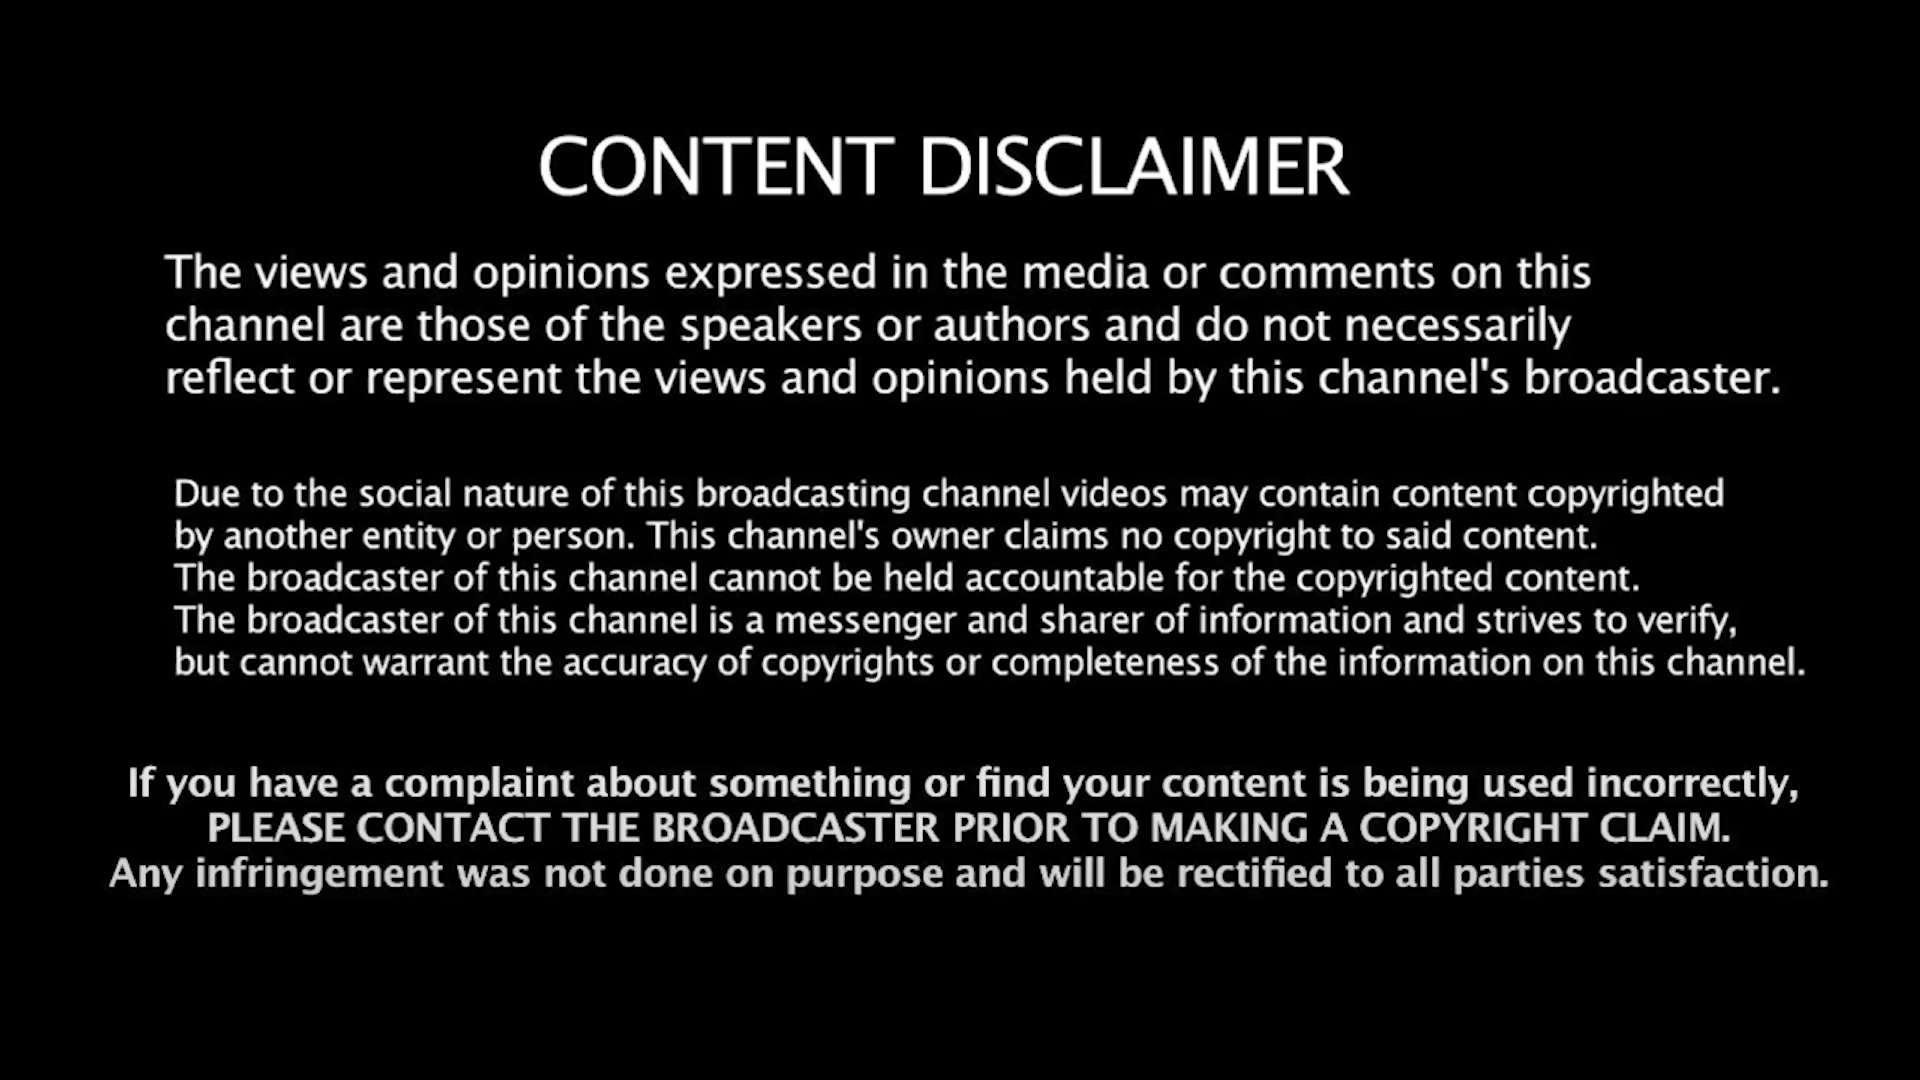 CONTENT DISCLAIMER
The views and opinions expressed in the media or comments on this
channel are those of the speakers or authors and do not necessarily
reflect or represent the views and opinions held by this channel's broadcaster.
Due to the social nature of this broadcasting channel videos may contain content copyrighted
by another entity or person. This channel's owner claims no copyright to said content.
The broadcaster of this channel cannot be held accountable for the copyrighted content.
The broadcaster of this channel is a messenger and sharer of information and strives to verify,
but cannot warrant the accuracy of copyrights or completeness of the information on this channel.
If you have a complaint about something or find your content is being used incorrectly,
PLEASE CONTACT THE BROADCASTER PRIOR TO MAKING A COPYRIGHT CLAIM.
Any infringement was not done on purpose and will be rectified to all parties satisfaction.